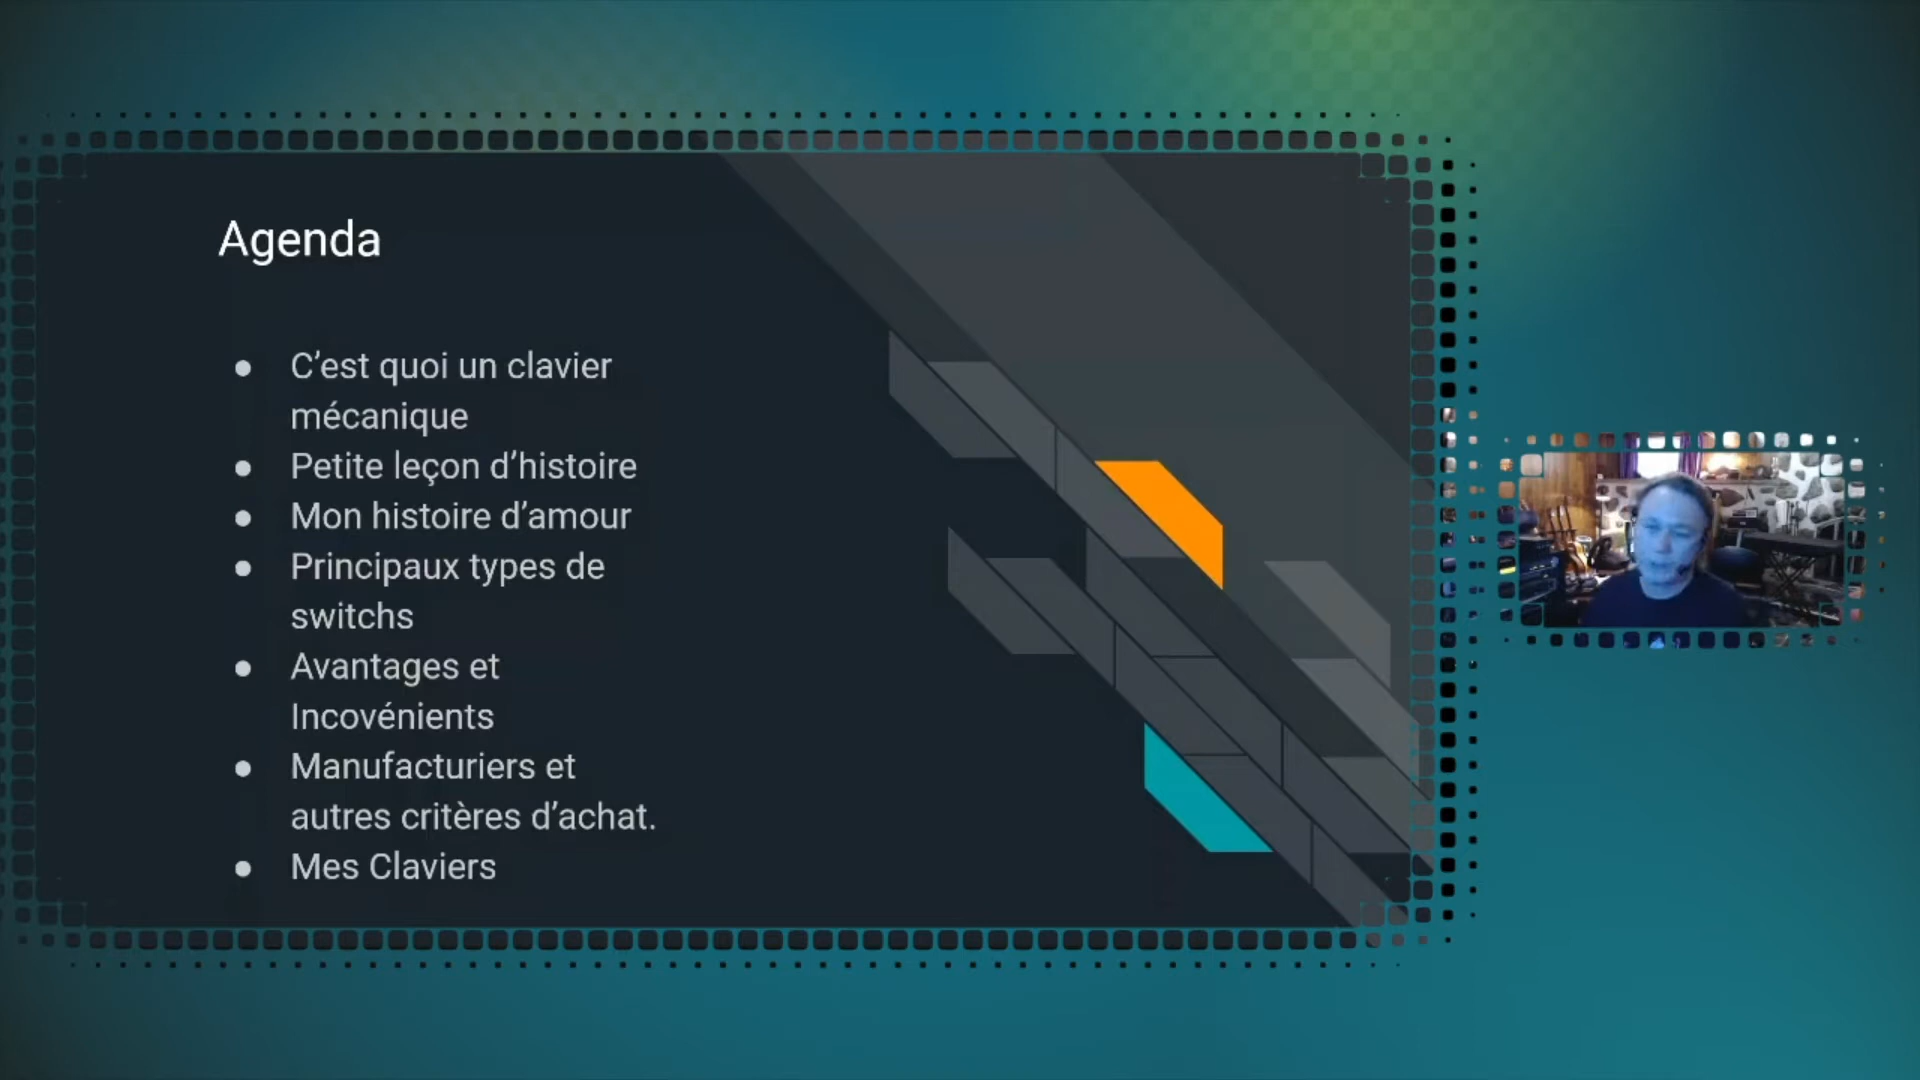 Agenda
● C’est quoi un clavier
mécanique
● Petite leçon d’histoire
● Mon histoire d’amour
● Principaux types de
switchs
● Avantages et
Incovénients
● Manufacturiers et
autres critères d’achat.
● Mes Claviers